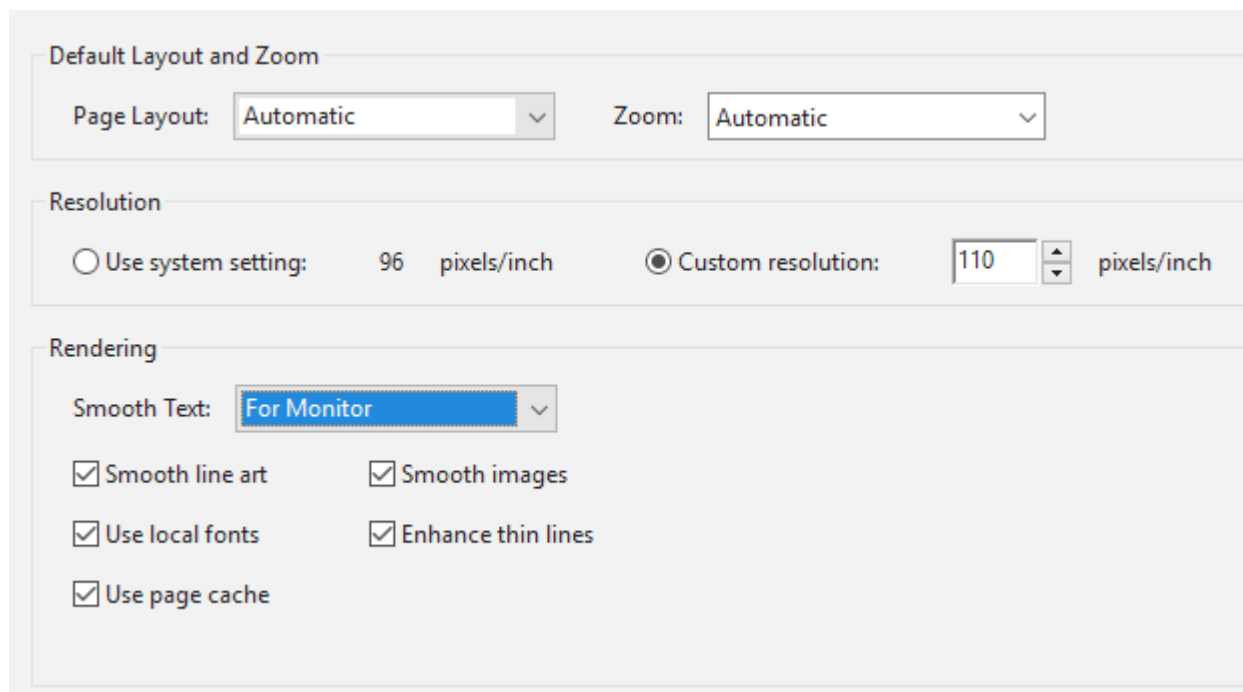 Default Layout and Zoom
Page Layout: Automatic Zoom: Automatic
Resolution
Use system setting: 96 pixels/inch Custom resolution: 110 pixels/inch
Rendering
Smooth Text: For Monitor
Smooth line art Smooth images
Use local fonts Enhance thin lines
Use page cache